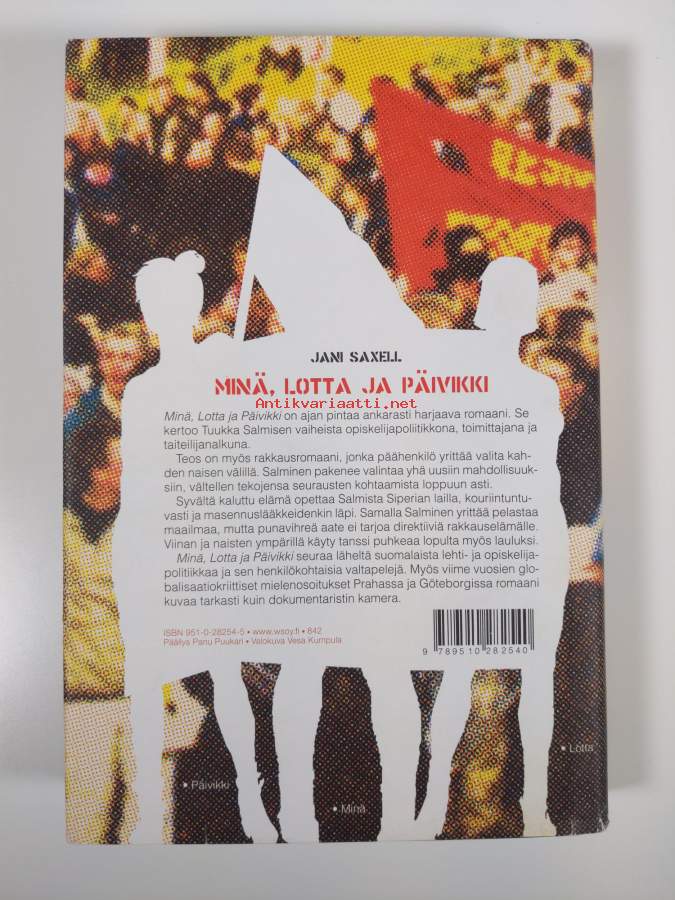 JANI SAXELL
MINÄ, LOTTA JA PÄIVIKKI
Antikvariaatti.net
Minä, Lotta ja Päivikki on ajan pintaa ankarasti harjaava romaani. Se
kertoo Tuukka Salmisen vaiheista opiskelijapoliitikkona, toimittajana ja
taiteilijanalkuna.
Teos on myös rakkausromaani, jonka päähenkilö yrittää valita kah-
den naisen välillä. Salminen pakenee valintaa yhä uusiin mahdollisuuk-
siin, vältellen tekojensa seurausten kohtaamista loppuun asti.
Syvältä kaluttu elämä opettaa Salmista Siperian lailla, kouriintuntu-
vasti ja masennuslääkkeidenkin läpi. Samalla Salminen yrittää pelastaa
maailmaa, mutta punavihreä aate ei tarjoa direktiiviä rakkauselämälle.
Viinan ja naisten ympärillä käyty tanssi puhkeaa lopulta myös lauluksi.
Minä, Lotta ja Päivikki seuraa läheltä suomalaista lehti- ja opiskelija-
politiikkaa ja sen henkilökohtaisia valtapelejä. Myös viime vuosien glo-
balisaatiokriittiset mielenosoitukset Prahassa ja Göteborgissa romaani
kuvaa tarkasti kuin dokumentaristin kamera.
ISBN 951-0-28254-5 • www.wsoy.fi • 842
Päällys Panu Puukari • Valokuva Vesa Kumpula
9 789510 282540
• Lotta
• Päivikki
• Minä